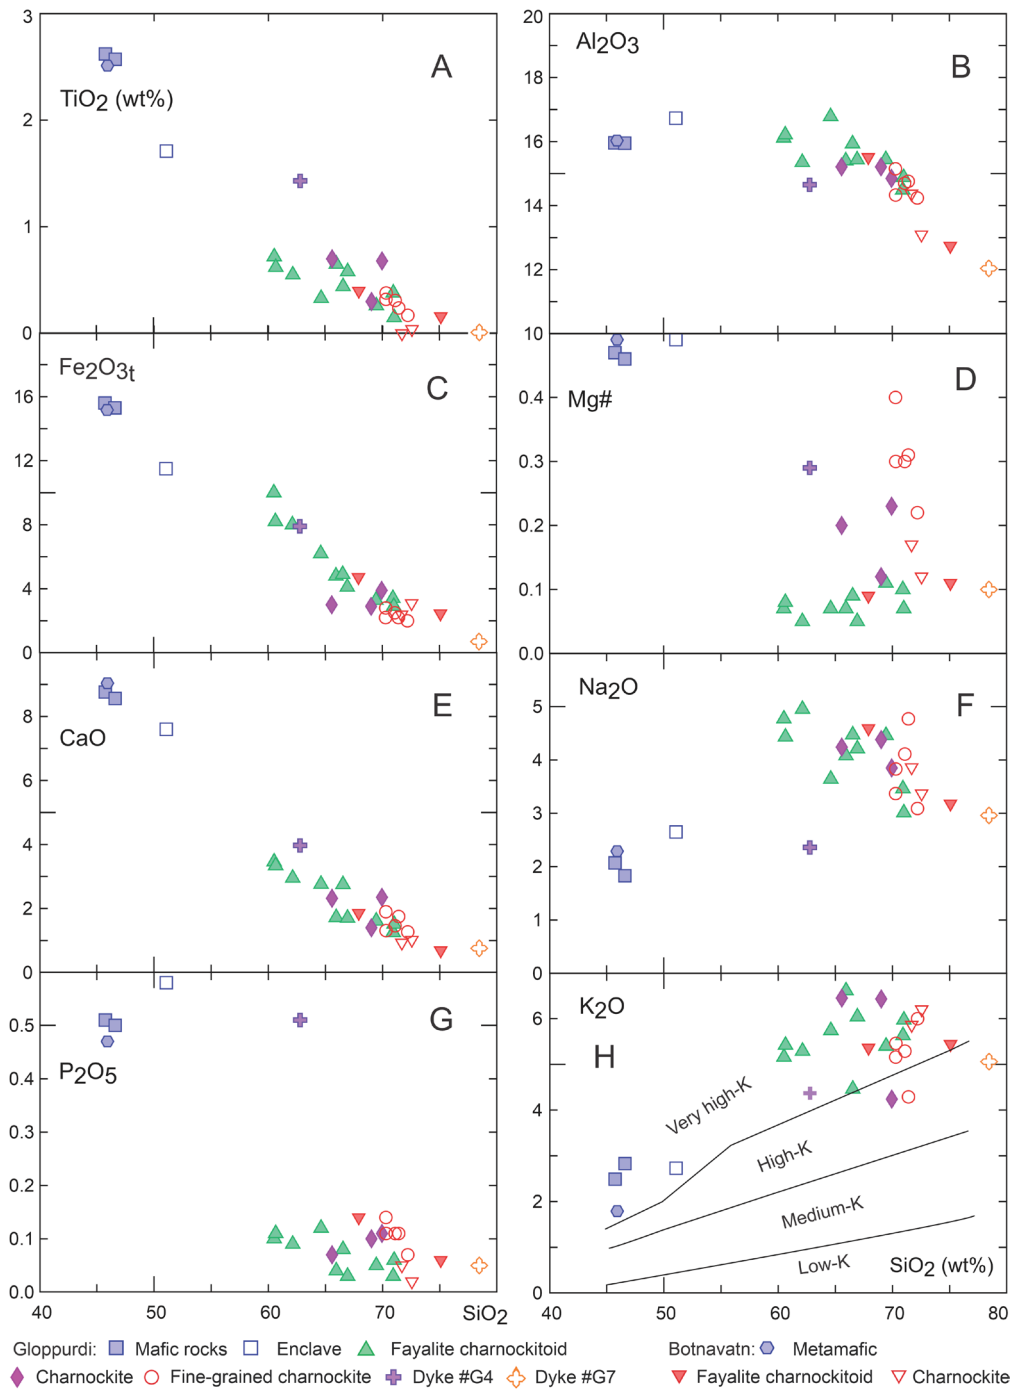 3
2
1
0
TiO2 (wt%)
A
20
18
16
14
12
10
Al2O3
B
Fe2O3t
C
16
12
8
4
0
D
Mg#
0.4
0.3
0.2
0.1
0.0
E
CaO
8
6
4
2
0
Na2O
F
5
4
3
2
1
0
G
P2O5
0.5
0.4
0.3
0.2
0.1
0.0
K2O
H
6
4
2
0
Very high-K
High-K
Medium-K
Low-K
SiO2 (wt%)
40 50 60 70 SiO2
40 50 60 70 80
Gloppurdi: Mafic rocks Enclave Fayalite charnockitoid Botnavatn: Metamafic
Charnockite Fine-grained charnockite Dyke #G4 Dyke #G7 Fayalite charnockitoid Charnockite